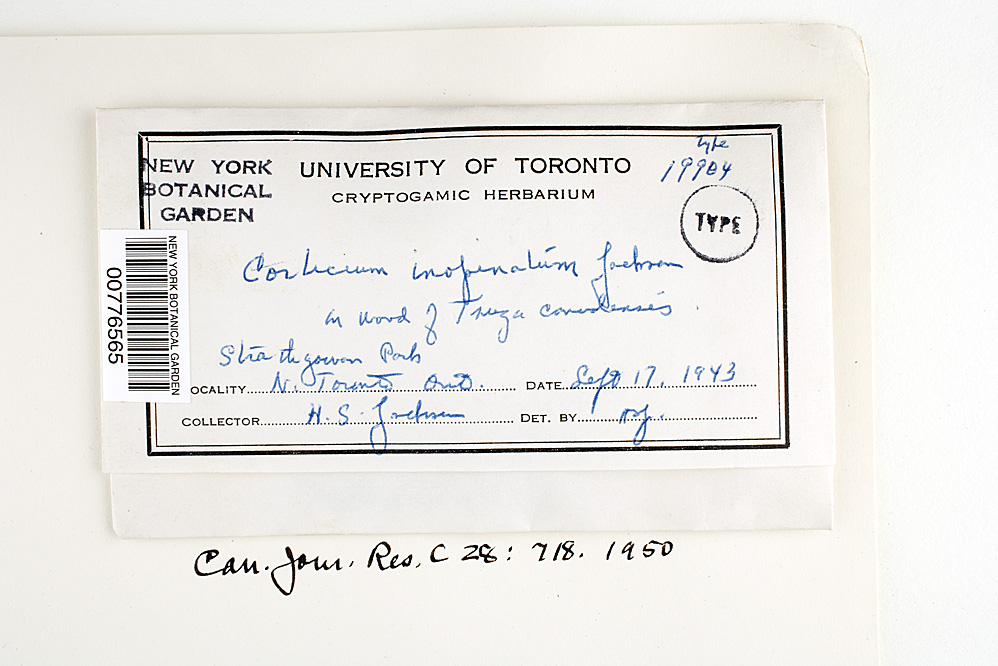 Type
19904
NEW YORK
BOTANICAL
GARDEN
UNIVERSITY OF TORONTO
CRYPTOGAMIC HERBARIUM
TYPE
Corticium inopinatum Jackson
on wood of Tsuga canadensis.
Strathgowan Park
OCALITY N. Toronto Ont. DATE Sept 17, 1943
COLLECTOR H. S. Jackson DET. BY HSJ.
NEW YORK BOTANICAL GARDEN
00776565
Can. Jour. Res. C 28: 718. 1950